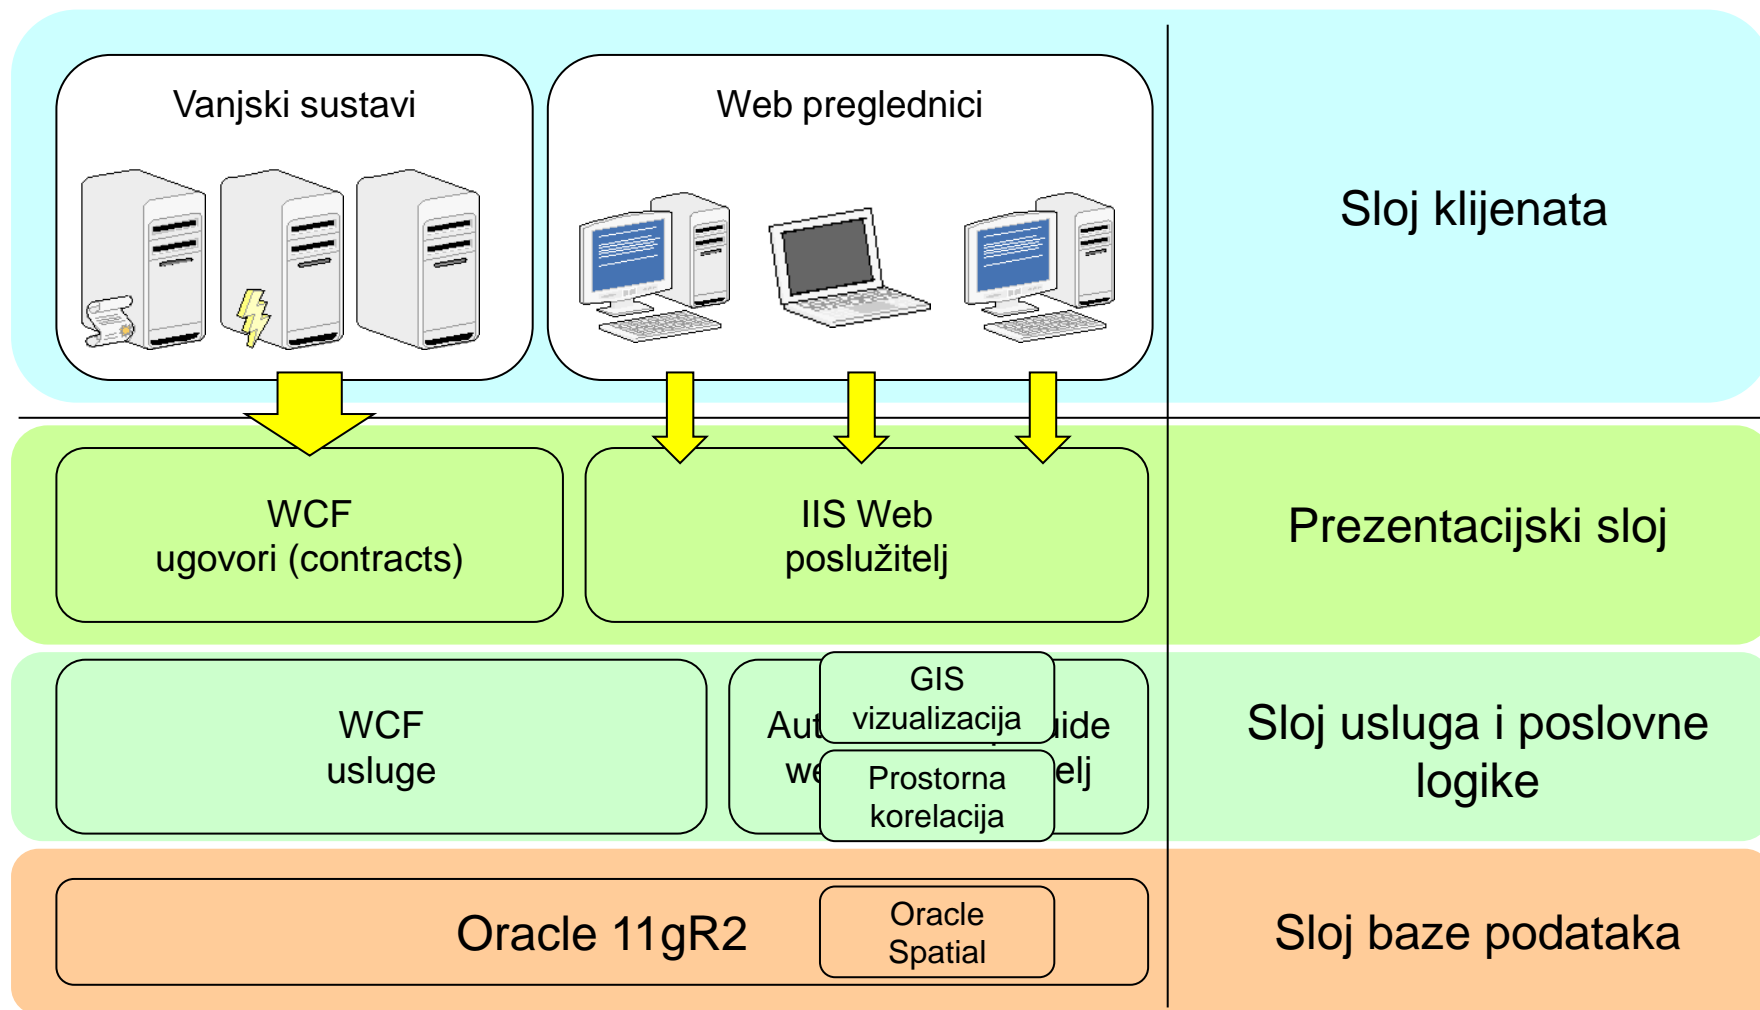 Vanjski sustavi
Web preglednici
Sloj klijenata
WCF
ugovori (contracts)
IIS Web
poslužitelj
Prezentacijski sloj
WCF
usluge
GIS
vizualizacija
Prostorna
korelacija
Sloj usluga i poslovne
logike
Oracle 11gR2
Oracle
Spatial
Sloj baze podataka